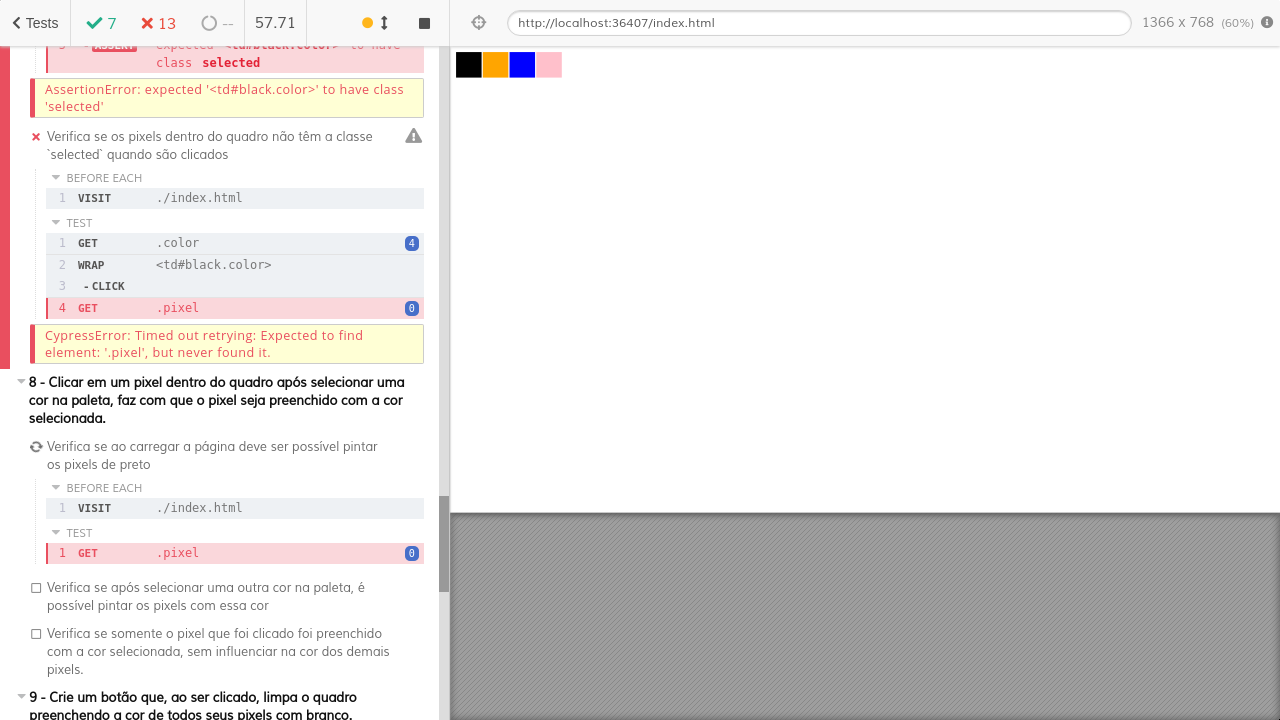 Tests 7 13 -- 57.71 http://localhost:36407/index.html 1366 x 768 (60%)
3 - ASSERT expected <td#black.color> to have
class selected
AssertionError: expected '<td#black.color>' to have class
'selected'
Verifica se os pixels dentro do quadro não têm a classe
`selected` quando são clicados
BEFORE EACH
1 VISIT ./index.html
TEST
1 GET .color 4
2 WRAP <td#black.color>
3 - CLICK
4 GET .pixel 0
CypressError: Timed out retrying: Expected to find
element: '.pixel', but never found it.
8 - Clicar em um pixel dentro do quadro após selecionar uma
cor na paleta, faz com que o pixel seja preenchido com a cor
selecionada.
Verifica se ao carregar a página deve ser possível pintar
os pixels de preto
BEFORE EACH
1 VISIT ./index.html
TEST
1 GET .pixel 0
Verifica se após selecionar uma outra cor na paleta, é
possível pintar os pixels com essa cor
Verifica se somente o pixel que foi clicado foi preenchido
com a cor selecionada, sem influenciar na cor dos demais
pixels.
9 - Crie um botão que, ao ser clicado, limpa o quadro
preenchendo a cor de todos seus pixels com branco.